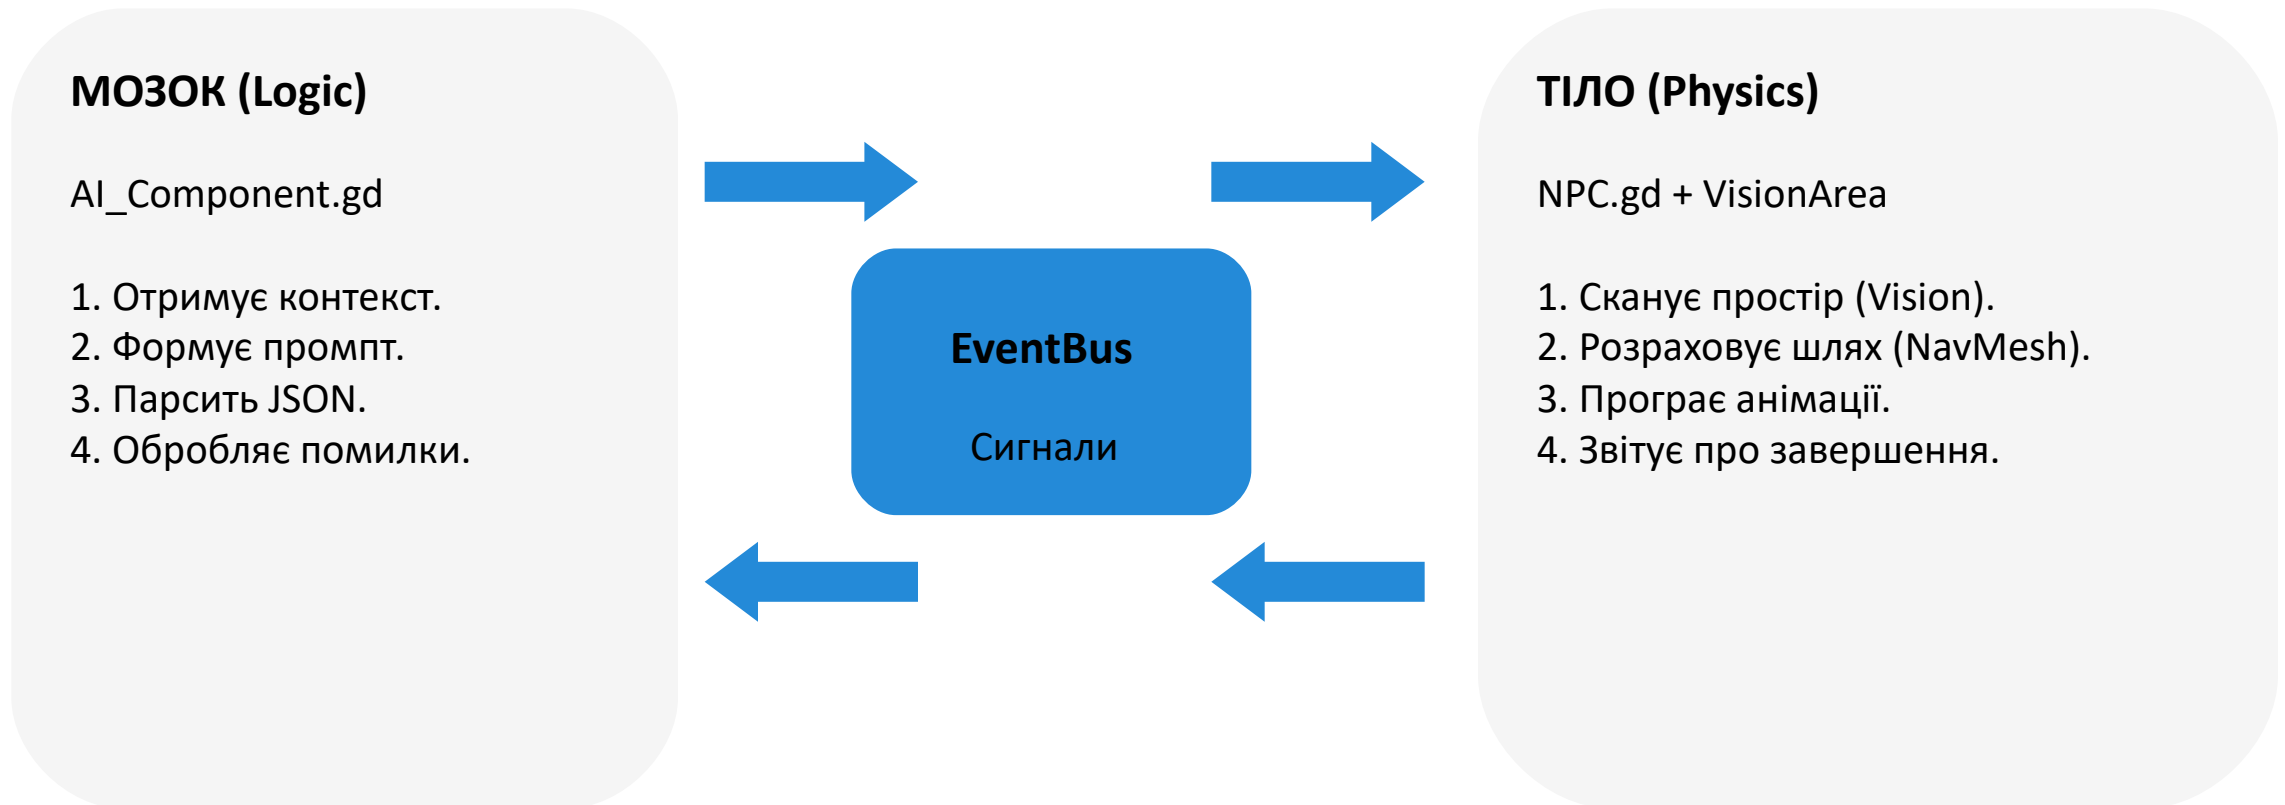 МОЗОК (Logic)
AI_Component.gd
1. Отримує контекст.
2. Формує промпт.
3. Парсить JSON.
4. Обробляє помилки.
EventBus
Сигнали
ТІЛО (Physics)
NPC.gd + VisionArea
1. Сканує простір (Vision).
2. Розраховує шлях (NavMesh).
3. Програє анімації.
4. Звітує про завершення.